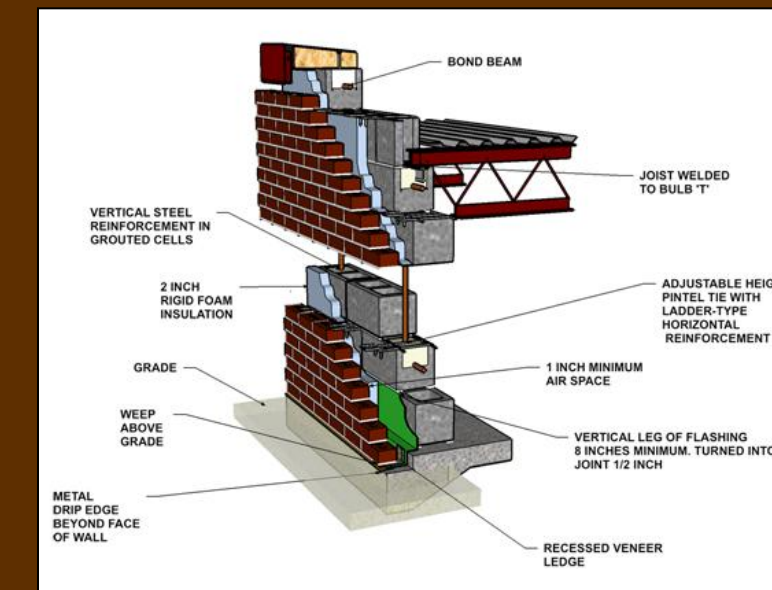 BOND BEAM
JOIST WELDED
TO BULB 'T'
VERTICAL STEEL
REINFORCEMENT IN
GROUTED CELLS
2 INCH
RIGID FOAM
INSULATION
ADJUSTABLE HEIG
PINTEL TIE WITH
LADDER-TYPE
HORIZONTAL
REINFORCEMENT
GRADE
1 INCH MINIMUM
AIR SPACE
WEEP
ABOVE
GRADE
VERTICAL LEG OF FLASHING
8 INCHES MINIMUM. TURNED INTO
JOINT 1/2 INCH
METAL
DRIP EDGE
BEYOND FACE
OF WALL
RECESSED VENEER
LEDGE